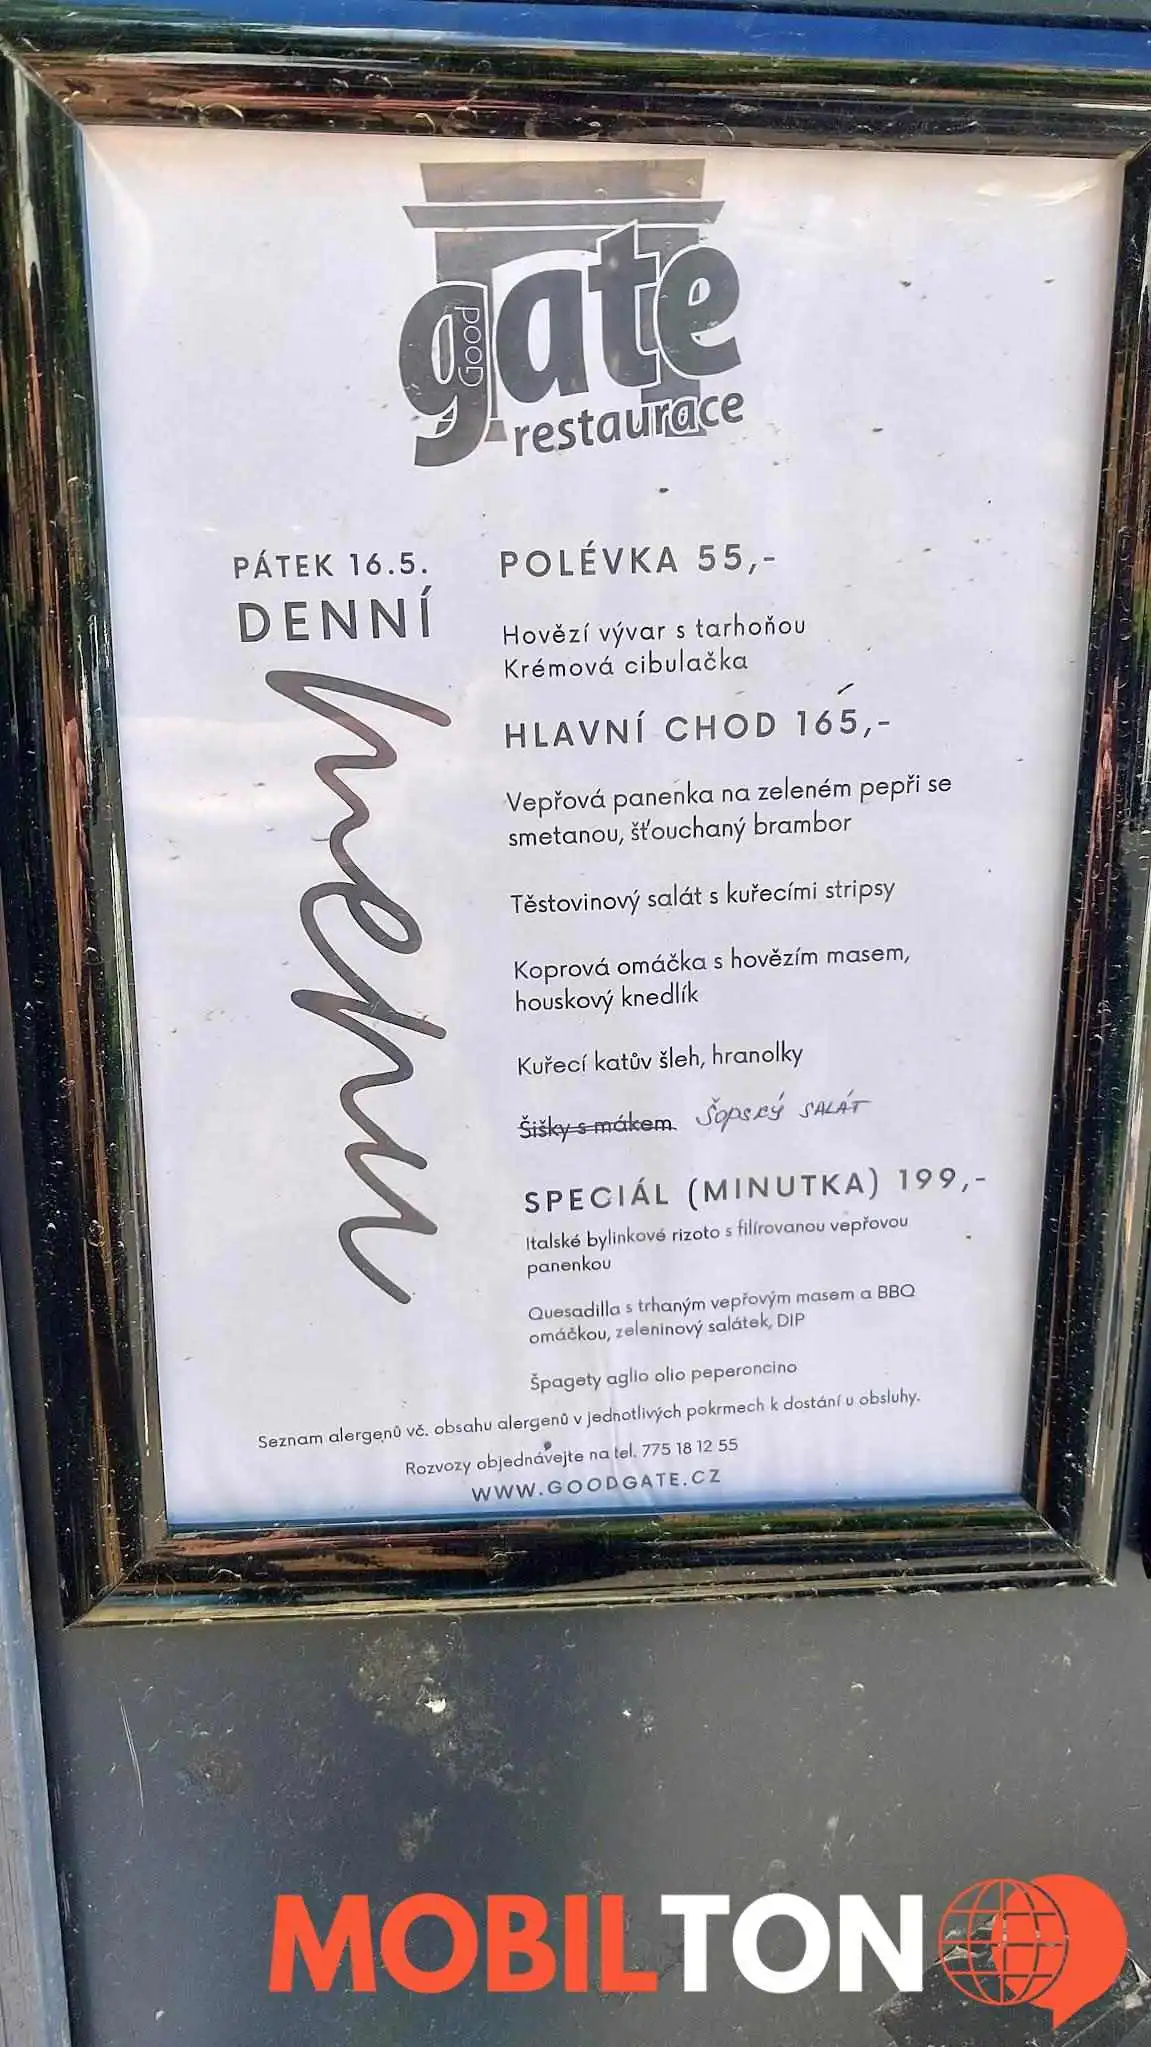 GOOD
gate
restaurace
PÁTEK 16.5.
DENNÍ
menu
POLÉVKA 55,-
Hovězí vývar s tarhoňou
Krémová cibulačka
HLAVNÍ CHOD 165,-
Vepřová panenka na zeleném pepři se
smetanou, šťouchaný brambor
Těstovinový salát s kuřecími stripsy
Koprová omáčka s hovězím masem,
houskový knedlík
Kuřecí katův šleh, hranolky
Šišky s mákem ŠOPSKÝ SALÁT
SPECIÁL (MINUTKA) 199,-
Italské bylinkové rizoto s filírovanou vepřovou
panenkou
Quesadilla s trhaným vepřovým masem a BBQ
omáčkou, zeleninový salátek, DIP
Špagety aglio olio peperoncino
Seznam alergenů vč. obsahu alergenů v jednotlivých pokrmech k dostání u obsluhy.
Rozvozy objednávejte na tel. 775 18 12 55
WWW.GOODGATE.CZ
MOBILTON